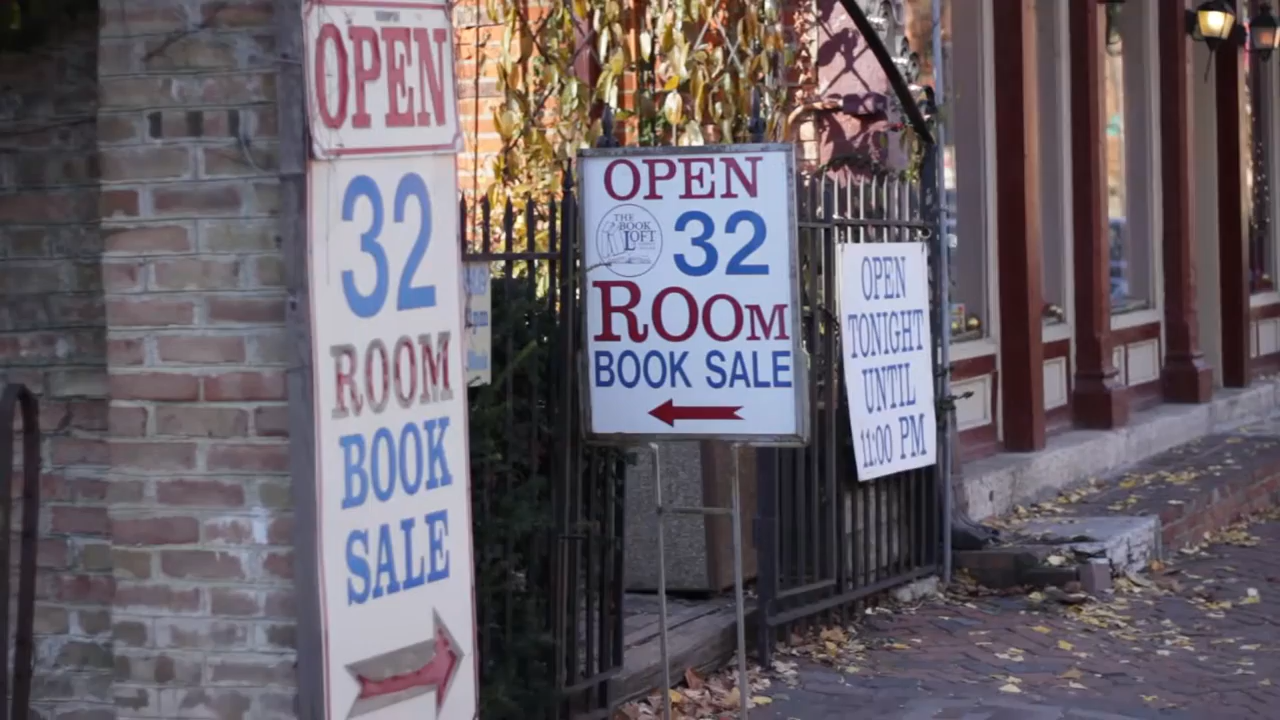 OPEN
32
ROOM
BOOK
SALE
OPEN
THE
BOOK
LOFT
32
ROOM
BOOK SALE
OPEN
TONIGHT
UNTIL
11:00 PM